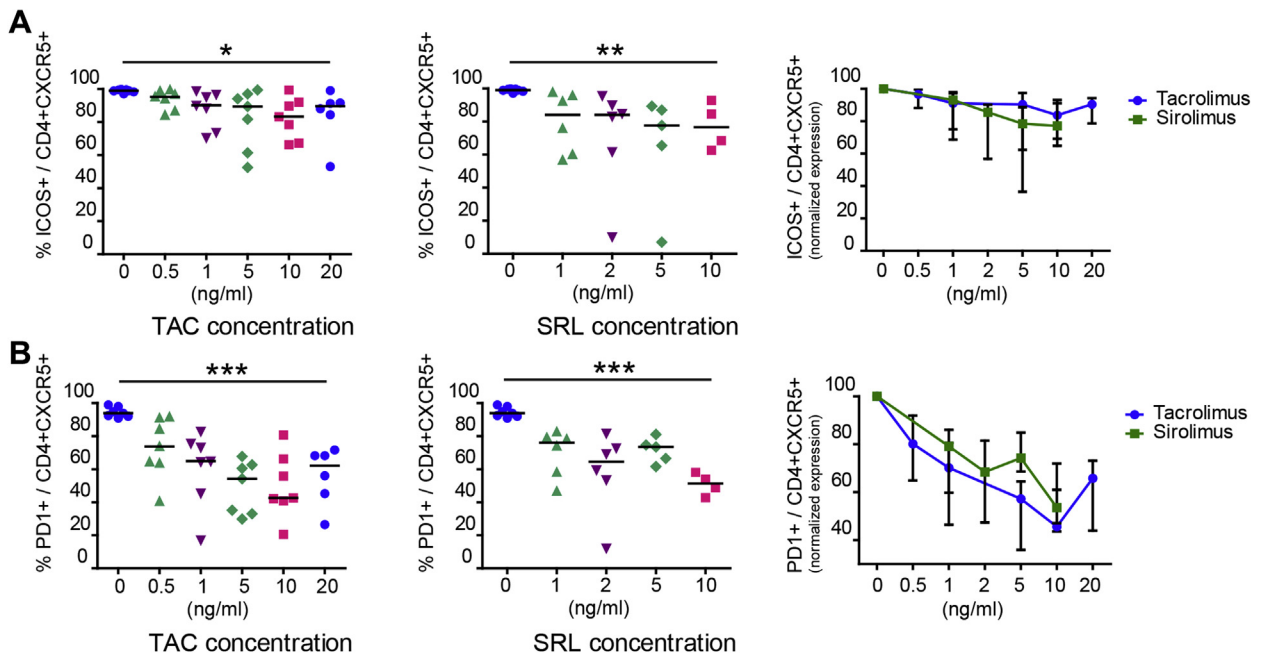 A
% ICOS+ / CD4+CXCR5+
*
100
80
60
40
20
0
0 0.5 1 5 10 20
(ng/ml)
TAC concentration
% ICOS+ / CD4+CXCR5+
**
100
80
60
40
20
0
0 1 2 5 10
(ng/ml)
SRL concentration
ICOS+ / CD4+CXCR5+
(normalized expression)
100
80
60
40
20
0
0 0.5 1 2 5 10 20
(ng/ml)
Tacrolimus
Sirolimus
B
% PD1+ / CD4+CXCR5+
***
100
80
60
40
20
0
0 0.5 1 5 10 20
(ng/ml)
TAC concentration
% PD1+ / CD4+CXCR5+
***
100
80
60
40
20
0
0 1 2 5 10
(ng/ml)
SRL concentration
PD1+ / CD4+CXCR5+
(normalized expression)
100
80
60
40
0 0.5 1 2 5 10 20
(ng/ml)
Tacrolimus
Sirolimus